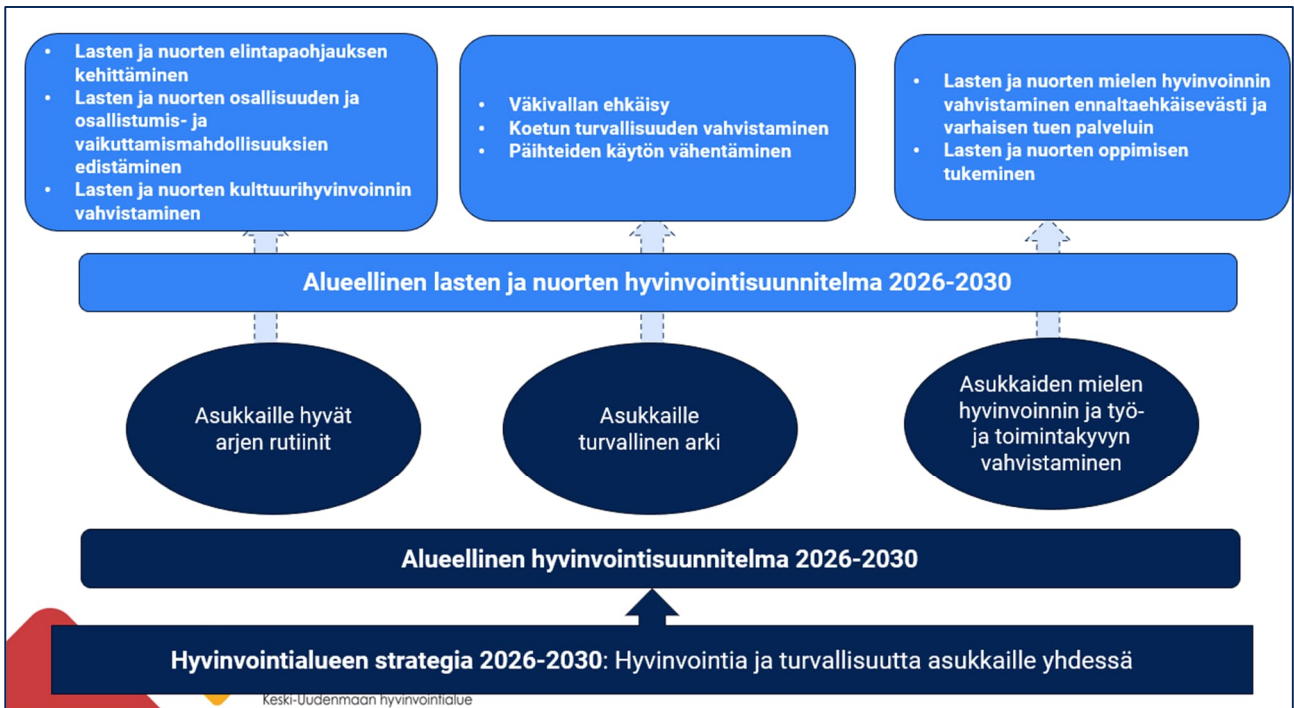 • Lasten ja nuorten elintapaohjauksen
kehittäminen
• Lasten ja nuorten osallisuuden ja
osallistumis- ja
vaikuttamismahdollisuuksien
edistäminen
• Lasten ja nuorten kulttuurihyvinvoinnin
vahvistaminen
• Väkivallan ehkäisy
• Koetun turvallisuuden vahvistaminen
• Päihteiden käytön vähentäminen
• Lasten ja nuorten mielen hyvinvoinnin
vahvistaminen ennaltaehkäisevästi ja
varhaisen tuen palveluin
• Lasten ja nuorten oppimisen
tukeminen
Alueellinen lasten ja nuorten hyvinvointisuunnitelma 2026-2030
Asukkaille hyvät
arjen rutiinit
Asukkaille
turvallinen arki
Asukkaiden mielen
hyvinvoinnin ja työ-
ja toimintakyvyn
vahvistaminen
Alueellinen hyvinvointisuunnitelma 2026-2030
Hyvinvointialueen strategia 2026-2030: Hyvinvointia ja turvallisuutta asukkaille yhdessä
Keski-Uudenmaan hyvinvointialue